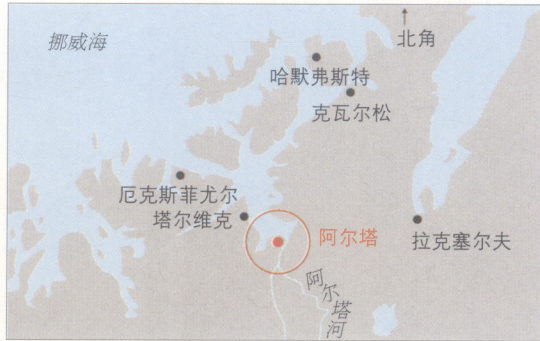 挪威海
北角
哈默弗斯特
克瓦尔松
厄克斯菲尤尔
塔尔维克
阿尔塔
拉克塞尔夫
阿尔塔河